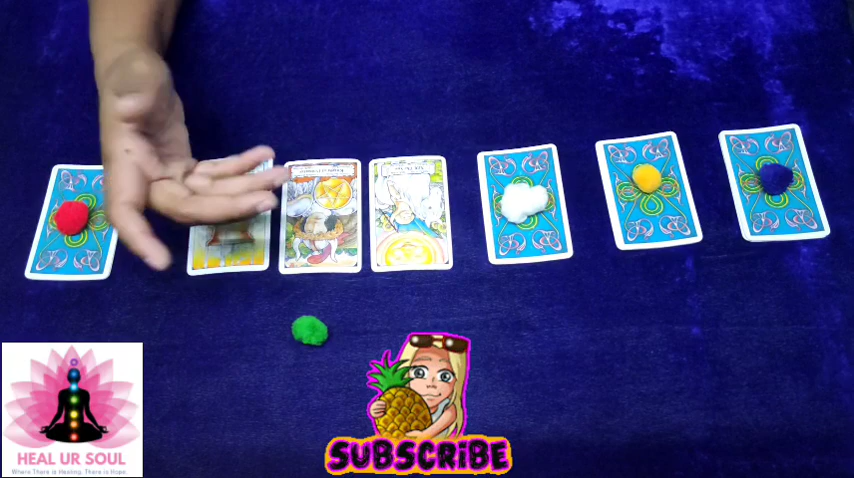 HEAL UR SOUL
Where There is Healing, There is Hope
SUBSCRIBE